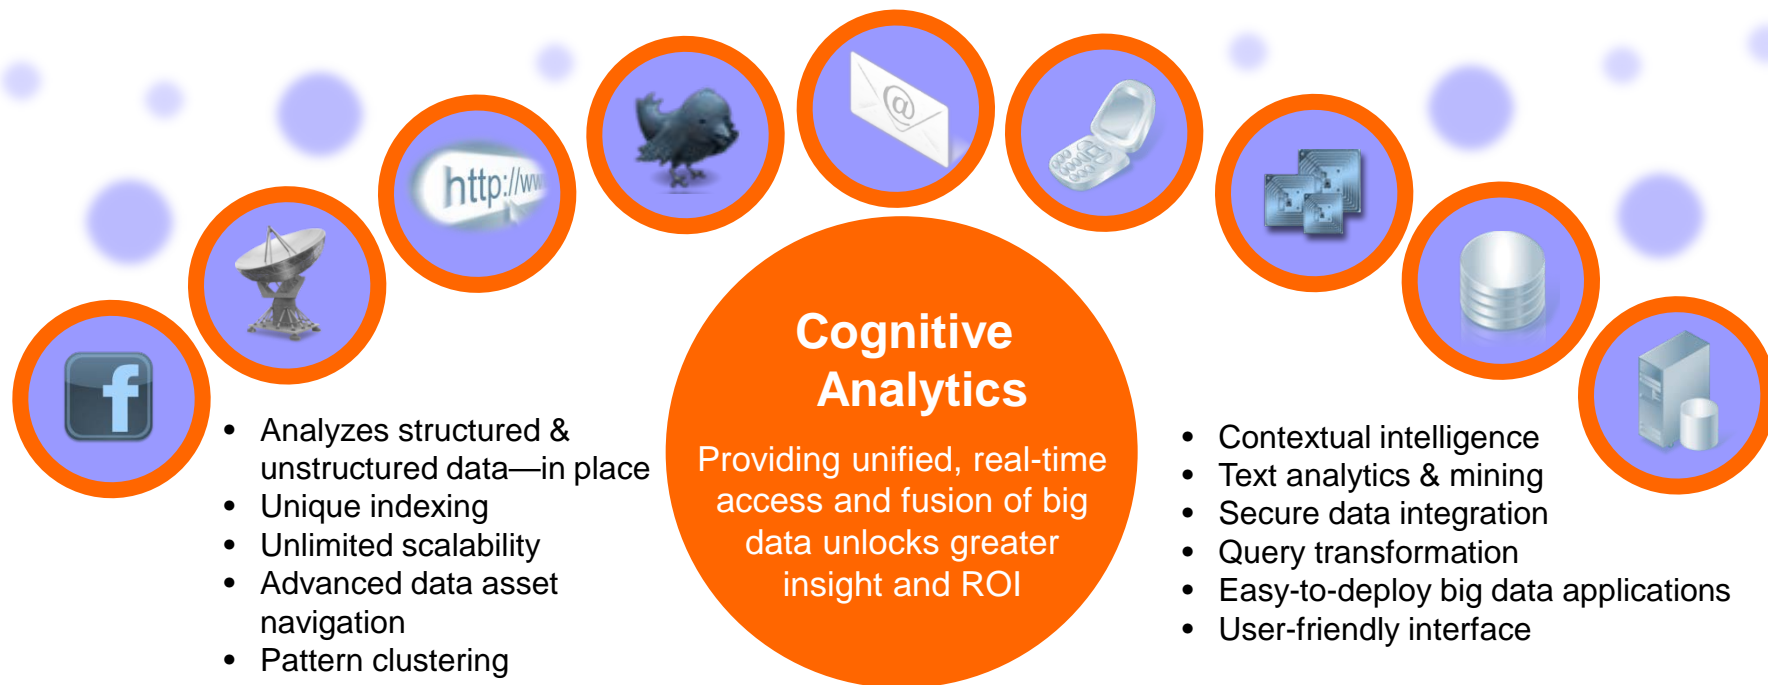 http://ww
@
f
Cognitive
Analytics
Providing unified, real-time
access and fusion of big
data unlocks greater
insight and ROI
• Analyzes structured &
unstructured data—in place
• Unique indexing
• Unlimited scalability
• Advanced data asset
navigation
• Pattern clustering
• Contextual intelligence
• Text analytics & mining
• Secure data integration
• Query transformation
• Easy-to-deploy big data applications
• User-friendly interface